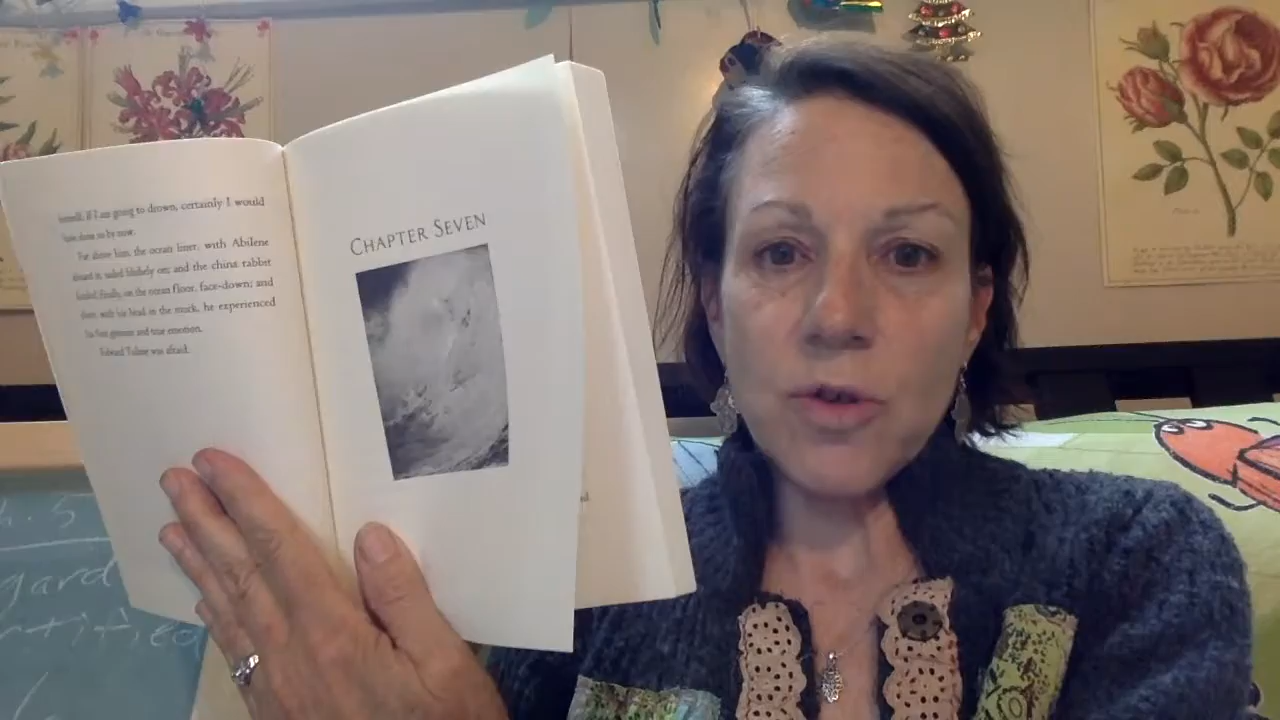 himself. If I am going to drown, certainly I would
have done so by now.
Far above him, the ocean liner, with Abilene
aboard it, sailed blithely on; and the china rabbit
landed, finally, on the ocean floor, face-down; and
there, with his head in the muck, he experienced
his first genuine and true emotion.
Edward Tulane was afraid.
CHAPTER SEVEN
h. 5
gard